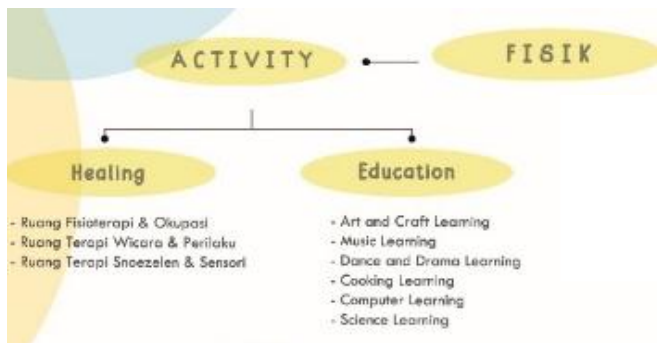 ACTIVITY
FISIK
Healing
Education
- Ruang Fisioterapi & Okupasi
- Ruang Terapi Wicara & Perilaku
- Ruang Terapi Snoezelen & Sensori
- Art and Craft Learning
- Music Learning
- Dance and Drama Learning
- Cooking Learning
- Computer Learning
- Science Learning